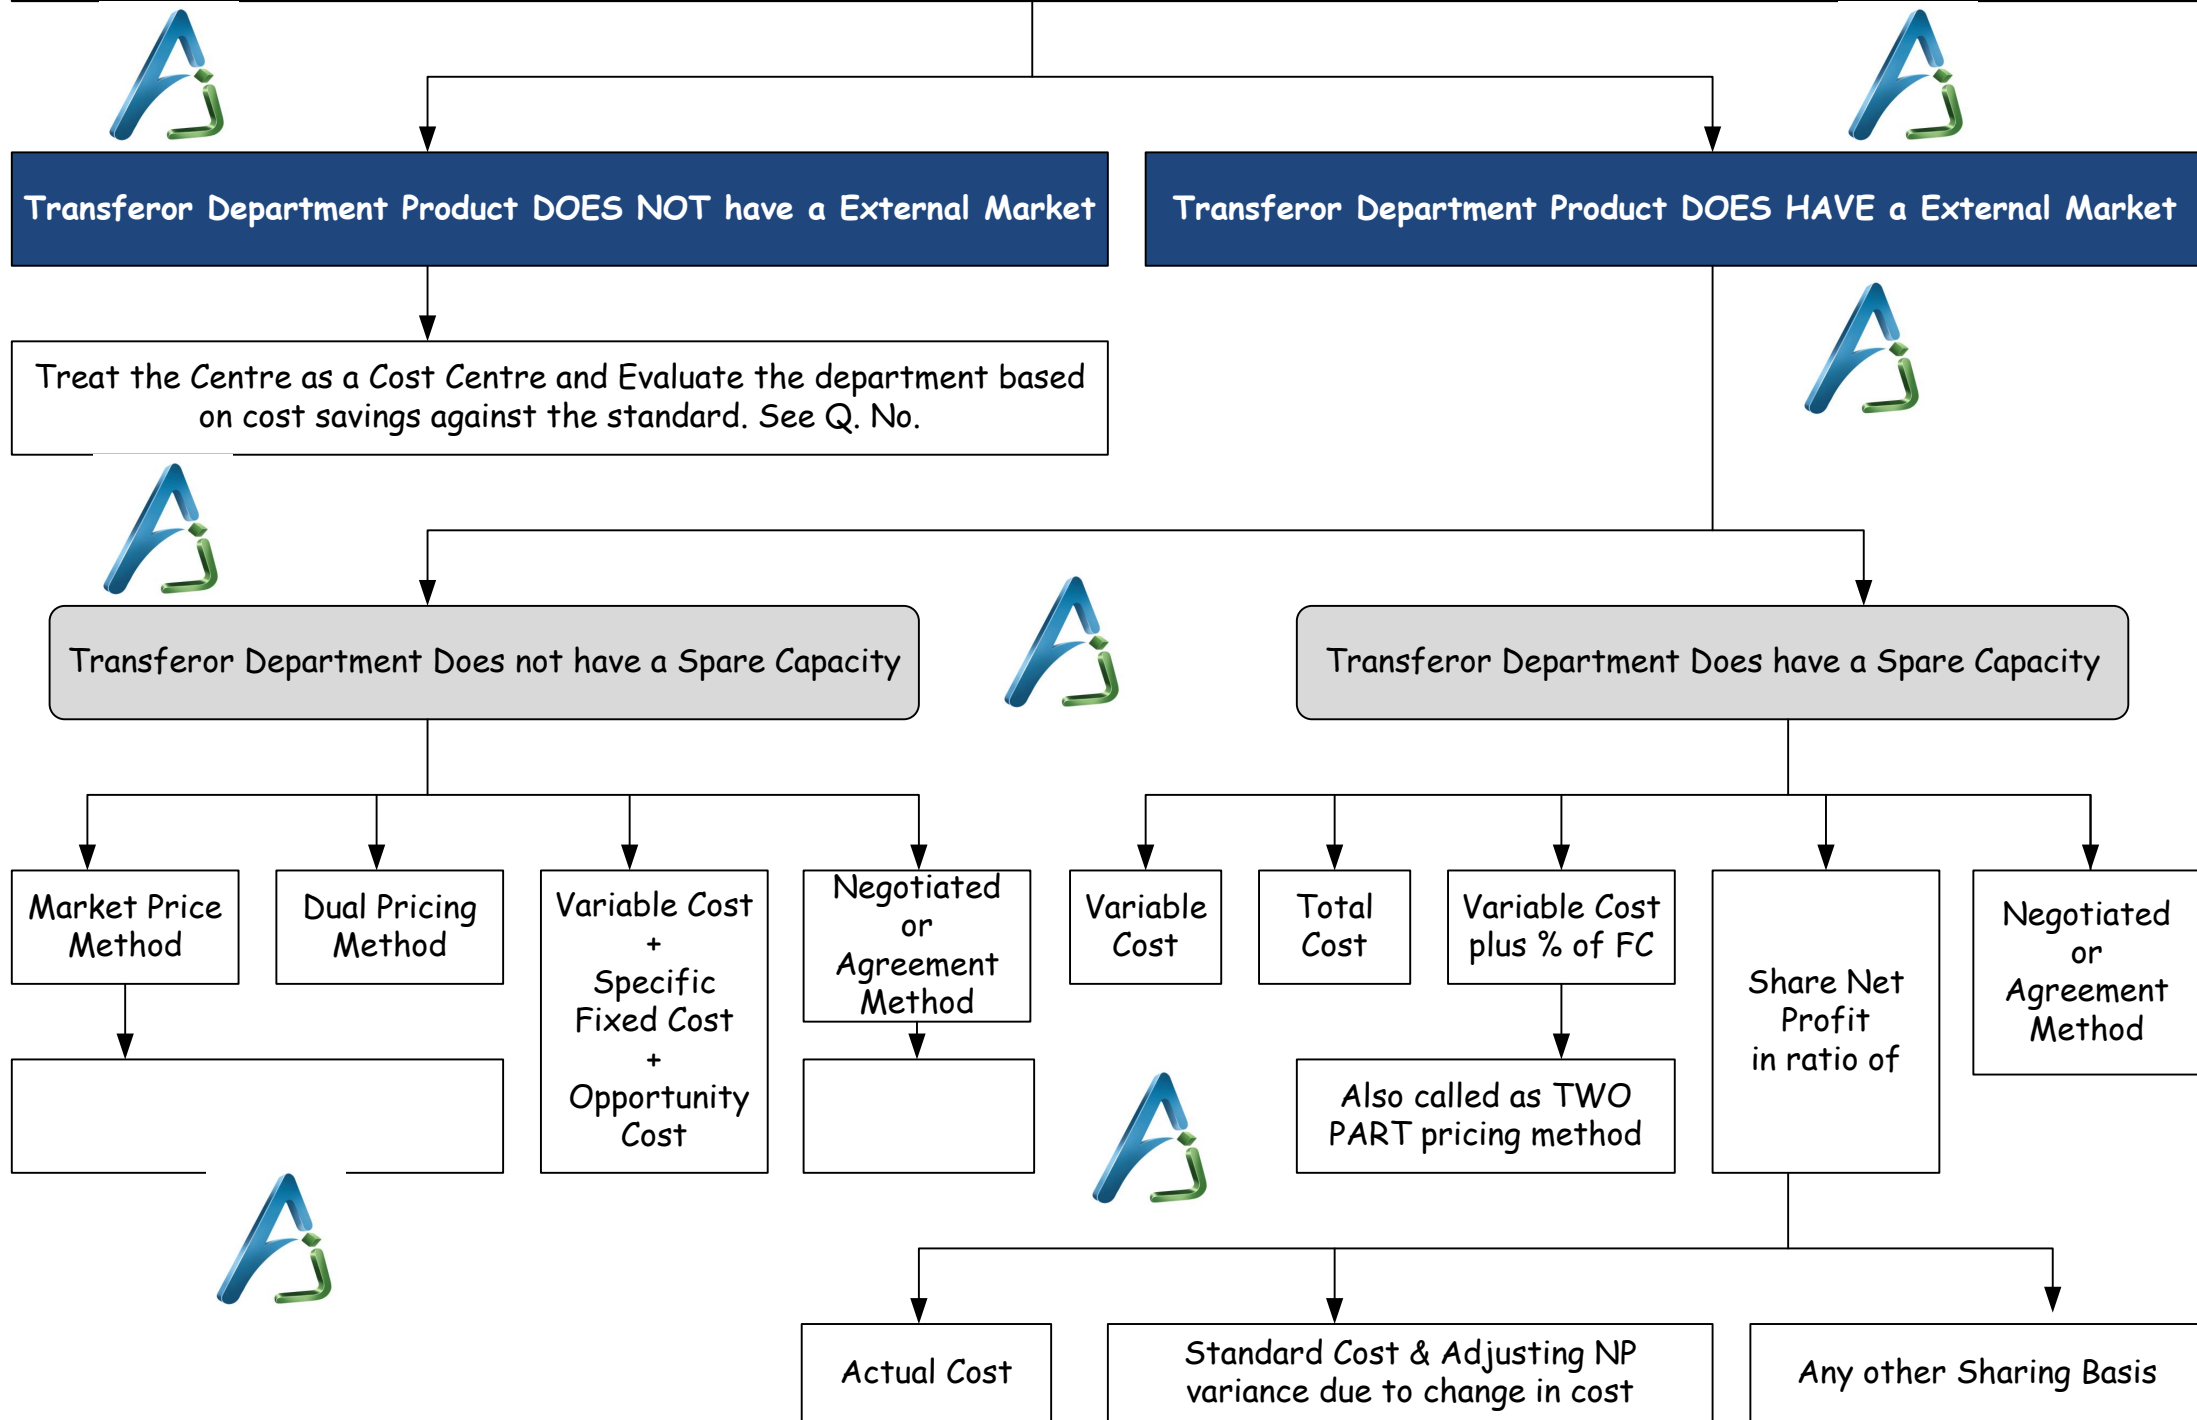 Transferor Department Product DOES NOT have a External Market
Transferor Department Product DOES HAVE a External Market
Treat the Centre as a Cost Centre and Evaluate the department based
on cost savings against the standard. See Q. No.
Transferor Department Does not have a Spare Capacity
Transferor Department Does have a Spare Capacity
Market Price
Method
Dual Pricing
Method
Variable Cost
+
Specific
Fixed Cost
+
Opportunity
Cost
Negotiated
or
Agreement
Method
Variable
Cost
Total
Cost
Variable Cost
plus % of FC
Also called as TWO
PART pricing method
Share Net
Profit
in ratio of
Negotiated
or
Agreement
Method
Actual Cost
Standard Cost & Adjusting NP
variance due to change in cost
Any other Sharing Basis